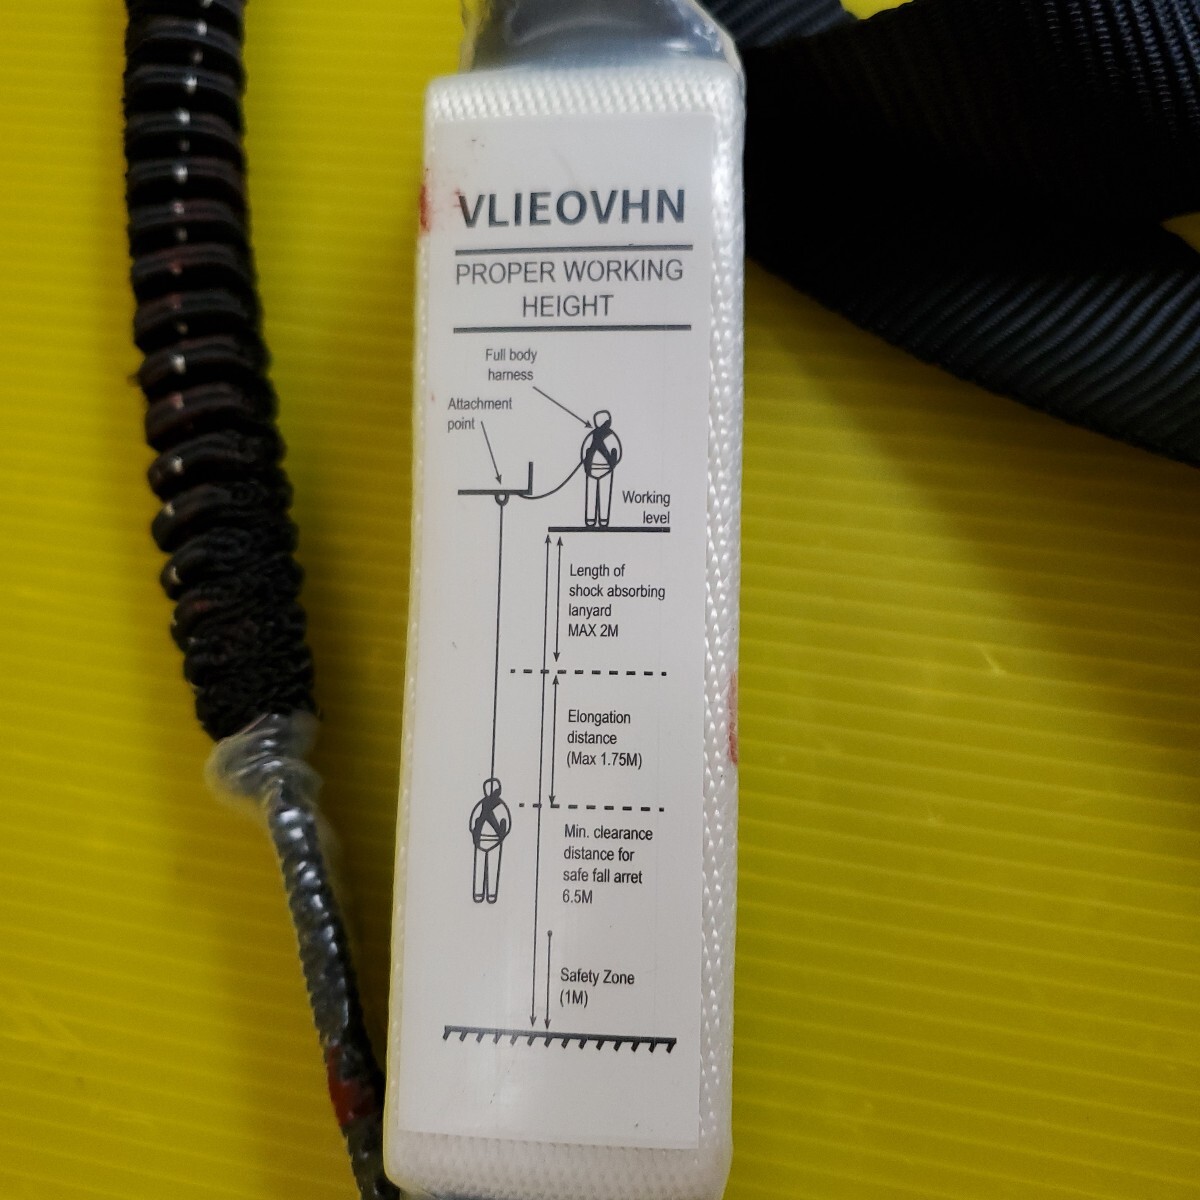 VLIEOVHN
PROPER WORKING
HEIGHT
Full body
harness
Attachment
point
Working
level
Length of
shock absorbing
lanyard
MAX 2M
Elongation
distance
(Max 1.75M)
Min. clearance
distance for
safe fall arret
6.5M
Safety Zone
(1M)